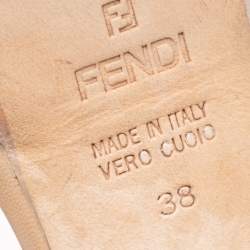 FENDI
MADE IN ITALY
VERO CUOIO
38